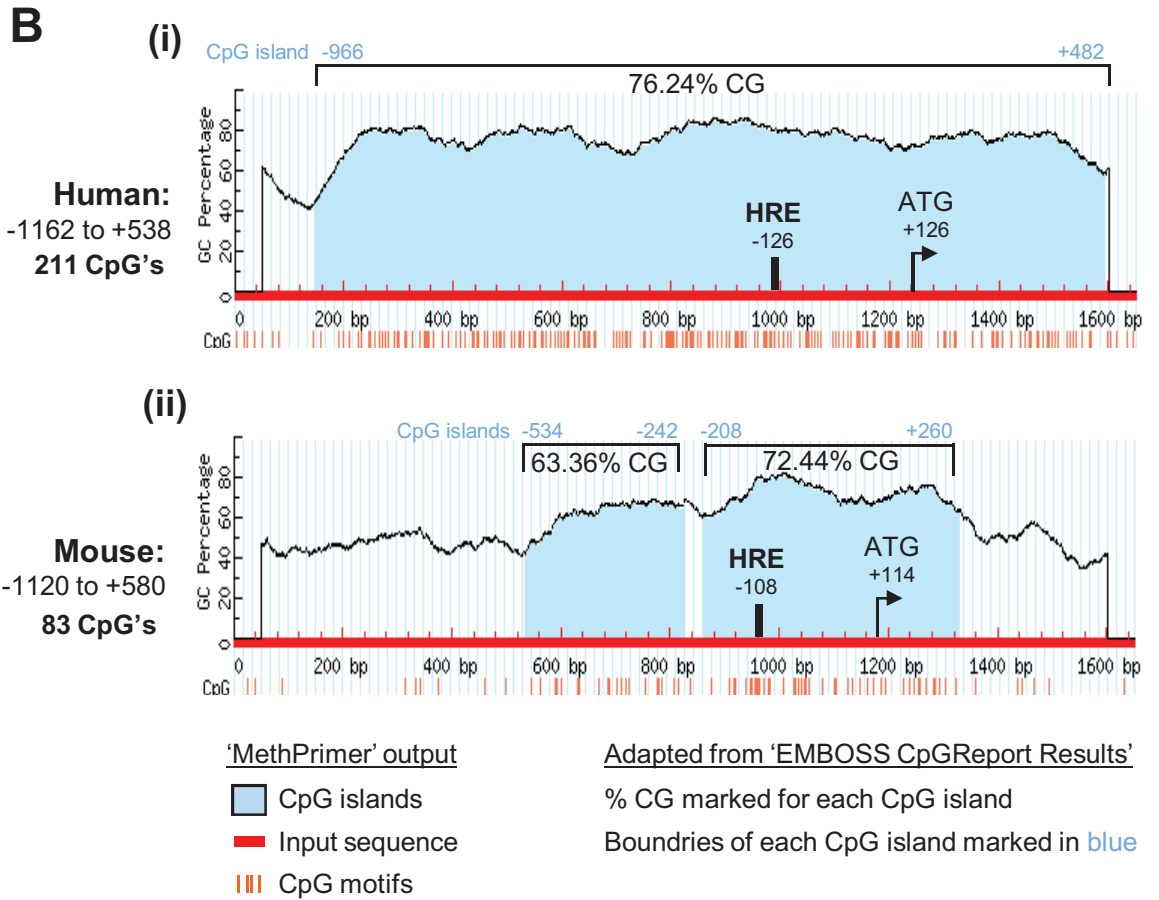 B
(i)
CpG island -966 +482
76.24% CG
GC Percentage
80
60
40
20
0
Human:
-1162 to +538
211 CpG's
HRE
-126
ATG
+126
0 200 bp 400 bp 600 bp 800 bp 1000 bp 1200 bp 1400 bp 1600 bp
CpG
(ii)
CpG islands -534 -242 -208 +260
63.36% CG 72.44% CG
GC Percentage
80
60
40
20
0
Mouse:
-1120 to +580
83 CpG's
HRE
-108
ATG
+114
0 200 bp 400 bp 600 bp 800 bp 1000 bp 1200 bp 1400 bp 1600 bp
CpG
‘MethPrimer’ output
CpG islands
Input sequence
CpG motifs
Adapted from ‘EMBOSS CpGReport Results’
% CG marked for each CpG island
Boundries of each CpG island marked in blue